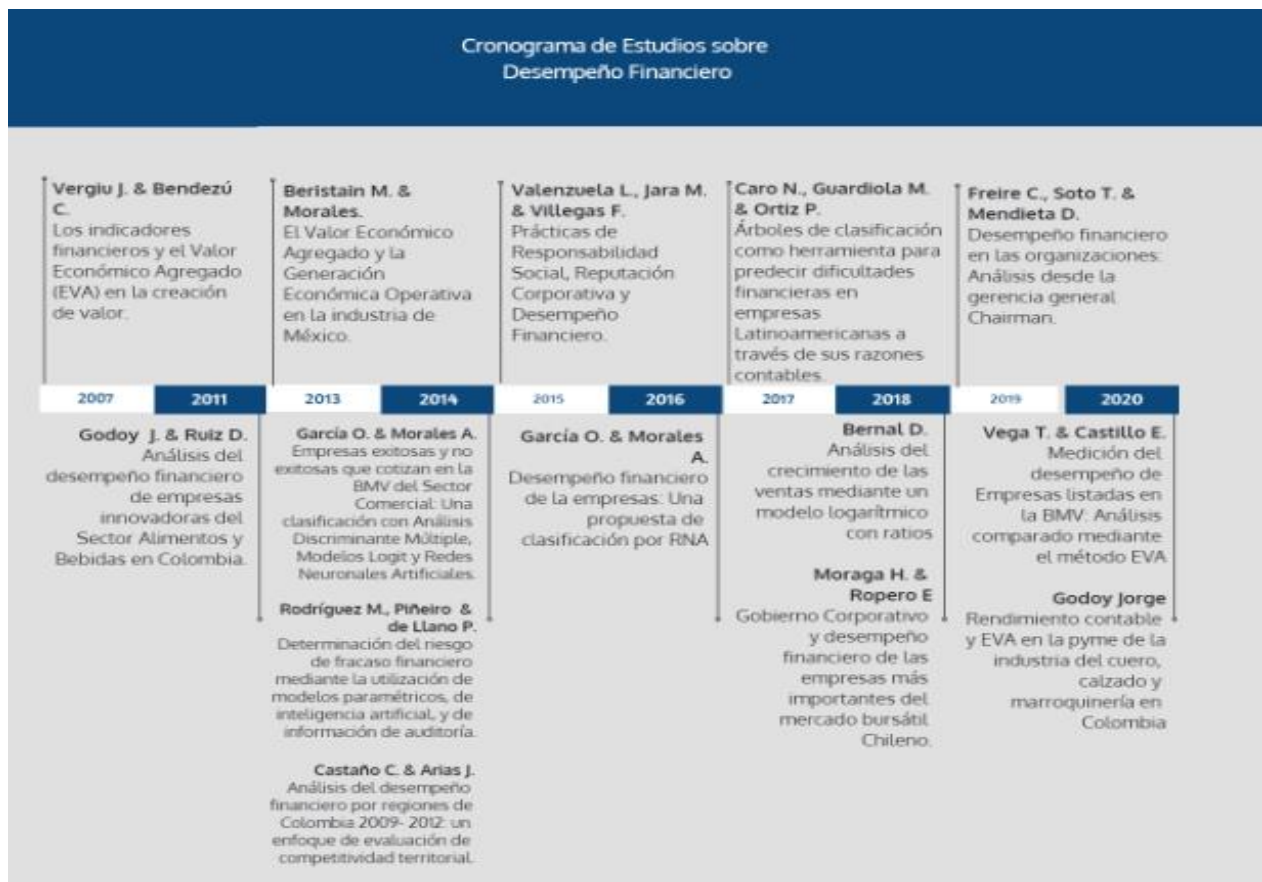 Cronograma de Estudios sobre
Desempeño Financiero
Vergiu J. & Bendezú
C.
Los indicadores
financieros y el Valor
Económico Agregado
(EVA) en la creación
de valor.
Beristain M. &
Morales.
El Valor Económico
Agregado y la
Generación
Económica Operativa
en la industria de
México.
Valenzuela L., Jara M.
& Villegas F.
Prácticas de
Responsabilidad
Social, Reputación
Corporativa y
Desempeño
Financiero.
Caro N., Guardiola M.
& Ortiz P.
Árboles de clasificación
como herramienta para
predecir dificultades
financieras en
empresas
Latinoamericanas a
través de sus razones
contables.
Freire C., Soto T. &
Mendieta D.
Desempeño financiero
en las organizaciones:
Análisis desde la
gerencia general
Chairman.
2007 2011 2013 2014 2015 2016 2017 2018 2019 2020
Godoy J. & Ruiz D.
Análisis del
desempeño financiero
de empresas
innovadoras del
Sector Alimentos y
Bebidas en Colombia.
García O. & Morales A.
Empresas exitosas y no
exitosas que cotizan en la
BMV del Sector
Comercial: Una
clasificación con Análisis
Discriminante Múltiple,
Modelos Logit y Redes
Neuronales Artificiales.
Rodríguez M., Piñeiro &
de Llano P.
Determinación del riesgo
de fracaso financiero
mediante la utilización de
modelos paramétricos, de
inteligencia artificial, y de
información de auditoría.
Castaño C. & Arias J.
Análisis del desempeño
financiero por regiones de
Colombia 2009- 2012: un
enfoque de evaluación de
competitividad territorial.
García O. & Morales
A.
Desempeño financiero
de la empresas: Una
propuesta de
clasificación por RNA
Bernal D.
Análisis del
crecimiento de las
ventas mediante un
modelo logarítmico
con ratios
Moraga H. &
Ropero E
Gobierno Corporativo
y desempeño
financiero de las
empresas más
importantes del
mercado bursátil
Chileno.
Vega T. & Castillo E.
Medición del
desempeño de
Empresas listadas en
la BMV: Análisis
comparado mediante
el método EVA
Godoy Jorge
Rendimiento contable
y EVA en la pyme de la
industria del cuero,
calzado y
marroquinería en
Colombia